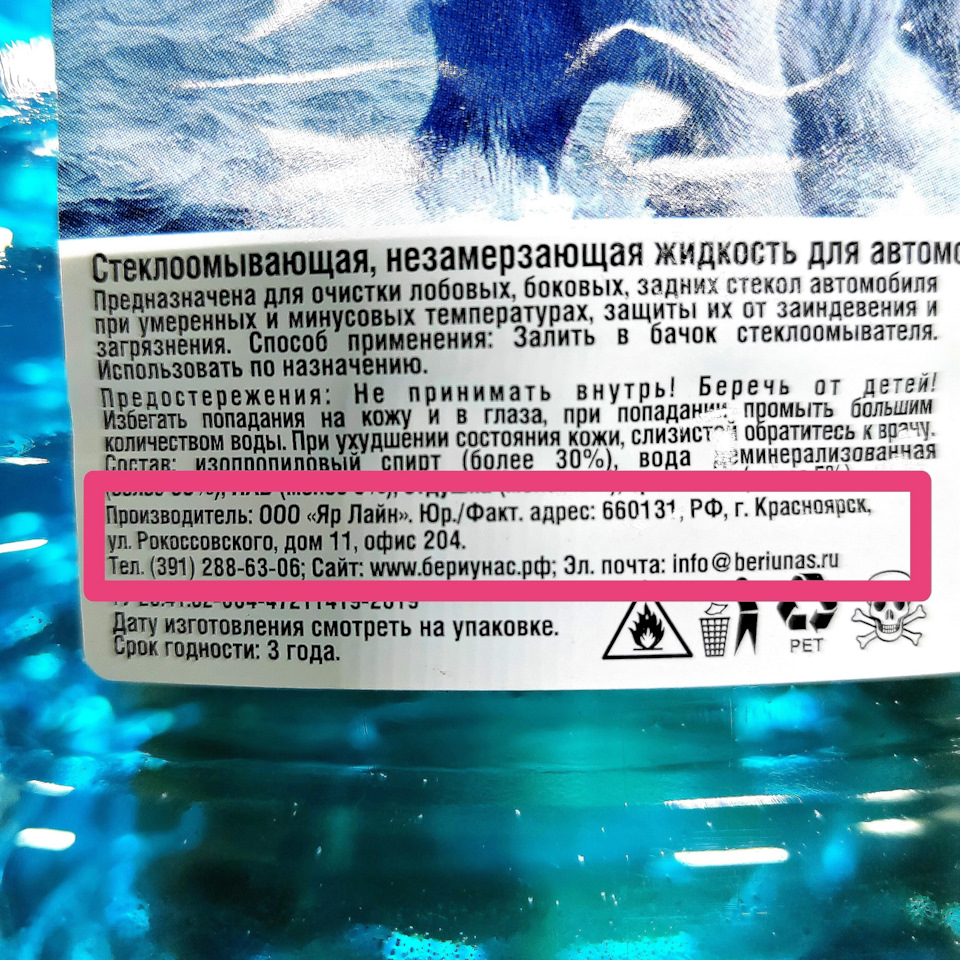 Стеклоомывающая, незамерзающая жидкость для
Предназначена для очистки лобовых, боковых, задних стекол автомобиля
при умеренных и минусовых температурах, защиты их от заиндевения и
загрязнения. Способ применения: Залить в бачок стеклоомывателя.
Использовать по назначению.
Предостережения: Не принимать внутрь! Беречь от детей!
Избегать попадания на кожу и в глаза, при попадании промыть большим
количеством воды. При ухудшении состояния кожи, слизистой обратитесь к врачу.
Состав: изопропиловый спирт (более 30%), вода деминерализованная
Производитель: ООО «Яр Лайн». Юр./Факт. адрес: 660131, РФ, г. Красноярск,
ул. Рокоссовского, дом 11, офис 204.
Тел. (391) 288-63-06; Сайт: www.бериунас.рф; Эл. почта: info@beriunas.ru
Дату изготовления смотреть на упаковке.
Срок годности: 3 года.
PET